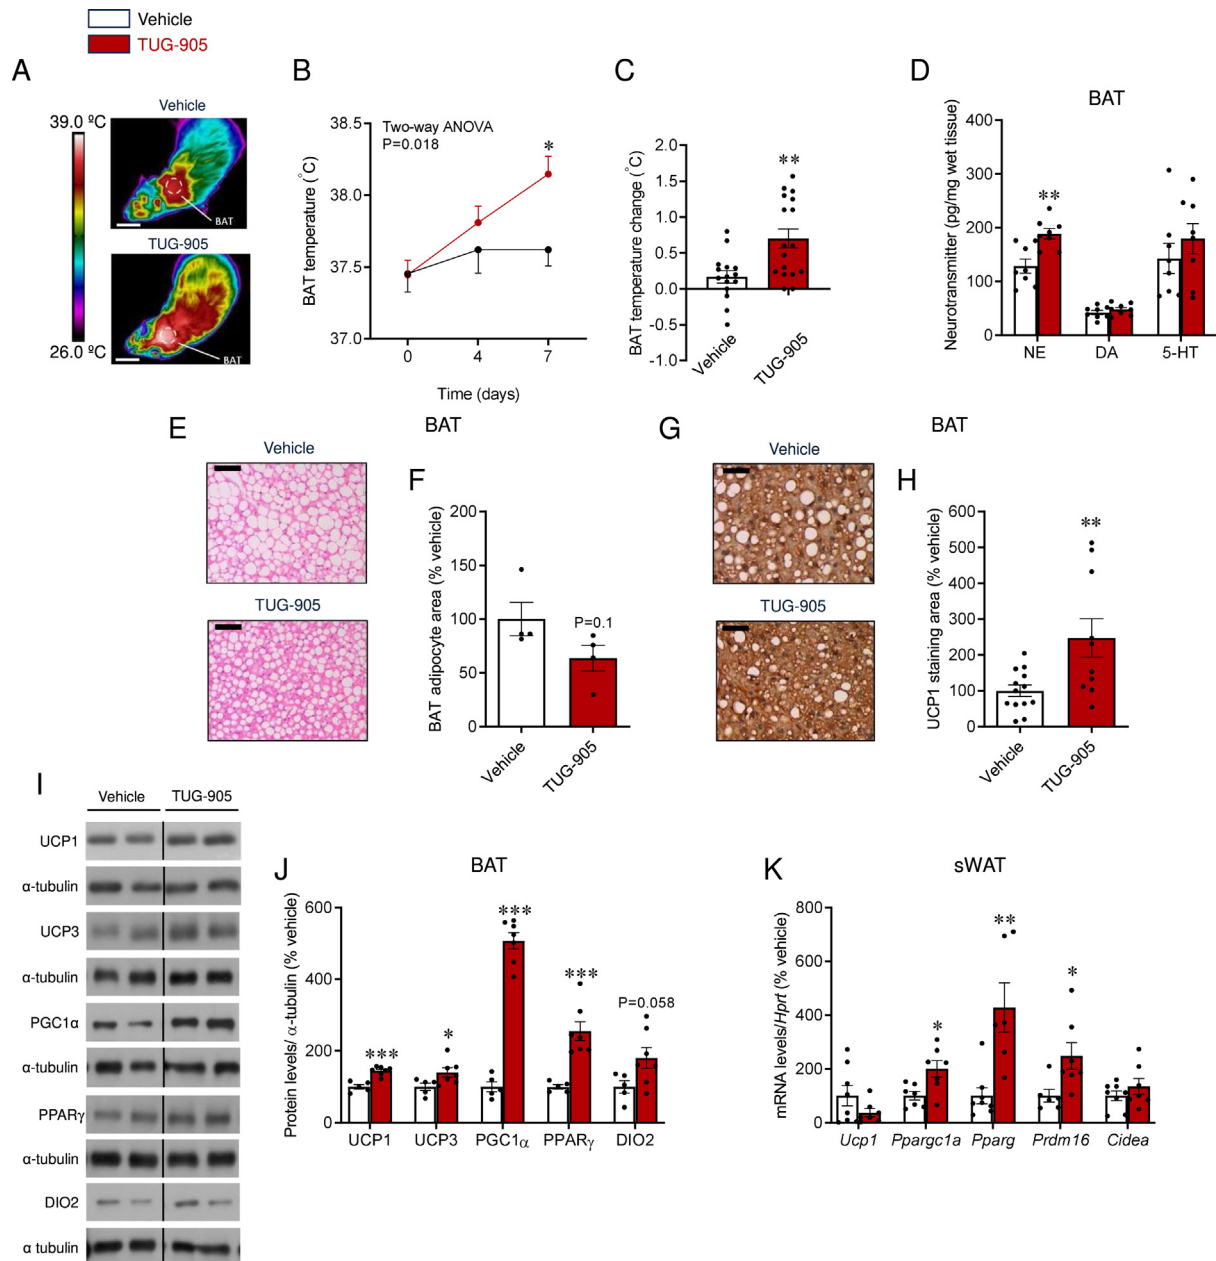 Vehicle
TUG-905
A
Vehicle
39.0 ºC
BAT
TUG-905
BAT
26.0 ºC
B
38.5
38.0
37.5
37.0
BAT temperature (°C)
Two-way ANOVA
P=0.018
*
0 4 7
Time (days)
C
2.0
1.5
1.0
0.5
0.0
-0.5
-1.0
BAT temperature change (°C)
**
Vehicle
TUG-905
D
BAT
400
300
200
100
0
Neurotransmitter (pg/mg wet tissue)
**
NE DA 5-HT
E
BAT
Vehicle
TUG-905
F
200
150
100
50
0
BAT adipocyte area (% vehicle)
P=0.1
Vehicle
TUG-905
G
BAT
Vehicle
TUG-905
H
600
500
400
300
200
100
0
UCP1 staining area (% vehicle)
**
Vehicle
TUG-905
I
Vehicle TUG-905
UCP1
α-tubulin
UCP3
α-tubulin
PGC1α
α-tubulin
PPARγ
α-tubulin
DIO2
α tubulin
J
BAT
600
400
200
0
Protein levels/ α-tubulin (% vehicle)
***
*
***
***
P=0.058
UCP1 UCP3 PGC1α PPARγ DIO2
K
sWAT
800
600
400
200
0
mRNA levels/Hprt (% vehicle)
*
**
*
Ucp1 Ppargc1a Pparg Prdm16 Cidea